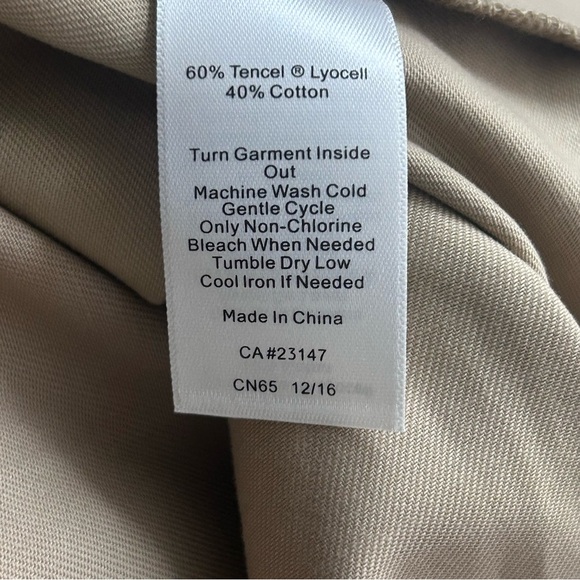 60% Tencel ® Lyocell
40% Cotton
Turn Garment Inside
Out
Machine Wash Cold
Gentle Cycle
Only Non-Chlorine
Bleach When Needed
Tumble Dry Low
Cool Iron If Needed
Made In China
CA#23147
CN65 12/16